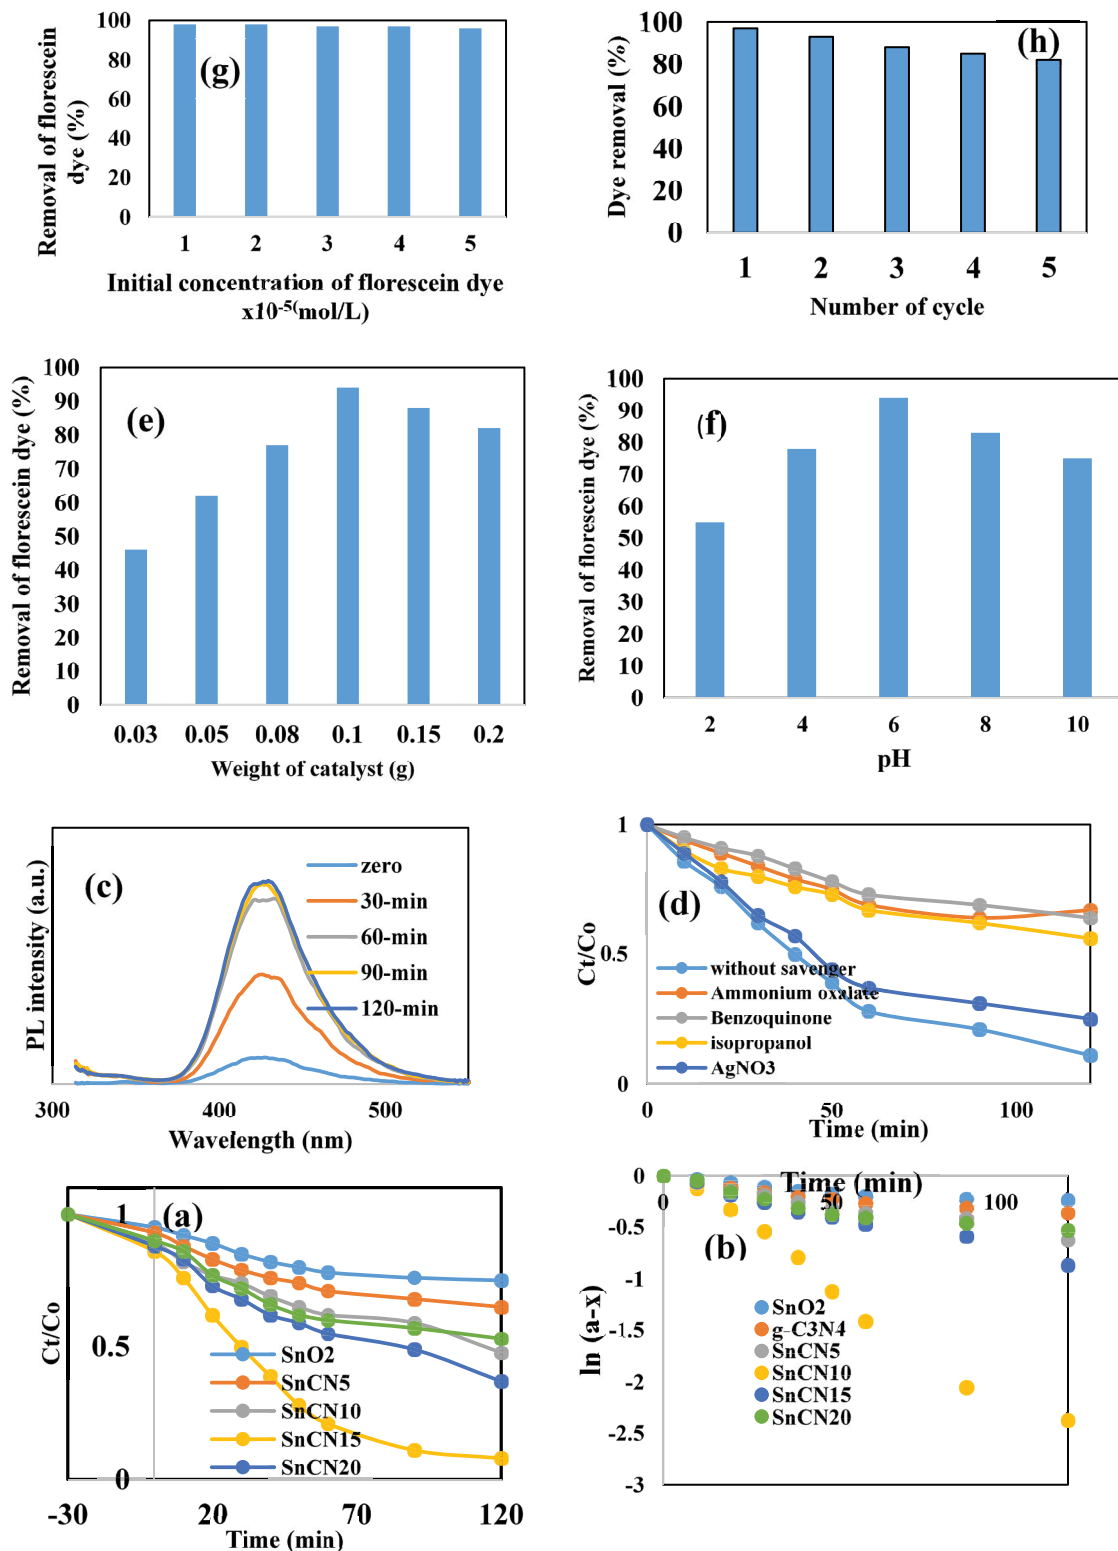 100
80
60
40
20
0
(g)
Removal of florescein
dye (%)
1 2 3 4 5
Initial concentration of florescein dye
x10-5(mol/L)
100
80
60
40
20
0
(h)
Dye removal (%)
1 2 3 4 5
Number of cycle
100
90
80
70
60
50
40
30
20
10
0
(e)
Removal of florescein dye (%)
0.03 0.05 0.08 0.1 0.15 0.2
Weight of catalyst (g)
100
90
80
70
60
50
40
30
20
10
0
(f)
Removal of florescein dye (%)
2 4 6 8 10
pH
(c)
PL intensity (a.u.)
zero
30-min
60-min
90-min
120-min
300 400 500
Wavelength (nm)
1
0.5
0
(d)
Ct/Co
without savenger
Ammonium oxalate
Benzoquinone
isopropanol
AgNO3
0 50 100
Time (min)
1
0.5
0
(a)
Ct/Co
SnO2
SnCN5
SnCN10
SnCN15
SnCN20
-30 20 70 120
Time (min)
Time (min)
0 50 100
0
-0.5
-1
-1.5
-2
-2.5
-3
(b)
ln (a-x)
SnO2
g-C3N4
SnCN5
SnCN10
SnCN15
SnCN20